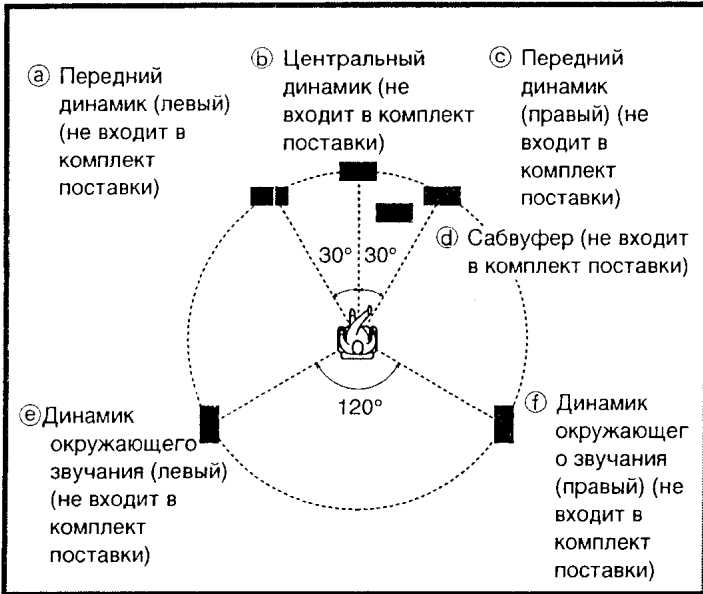 ⓐ Передний
динамик (левый)
(не входит в
комплект
поставки)
ⓑ Центральный
динамик (не
входит в комплект
поставки)
ⓒ Передний
динамик
(правый) (не
входит в
комплект
поставки)
ⓓ Сабвуфер (не входит
в комплект поставки)
30° 30°
120°
ⓔ Динамик
окружающего
звучания (левый)
(не входит в
комплект
поставки)
ⓕ Динамик
окружающег
о звучания
(правый) (не
входит в
комплект
поставки)